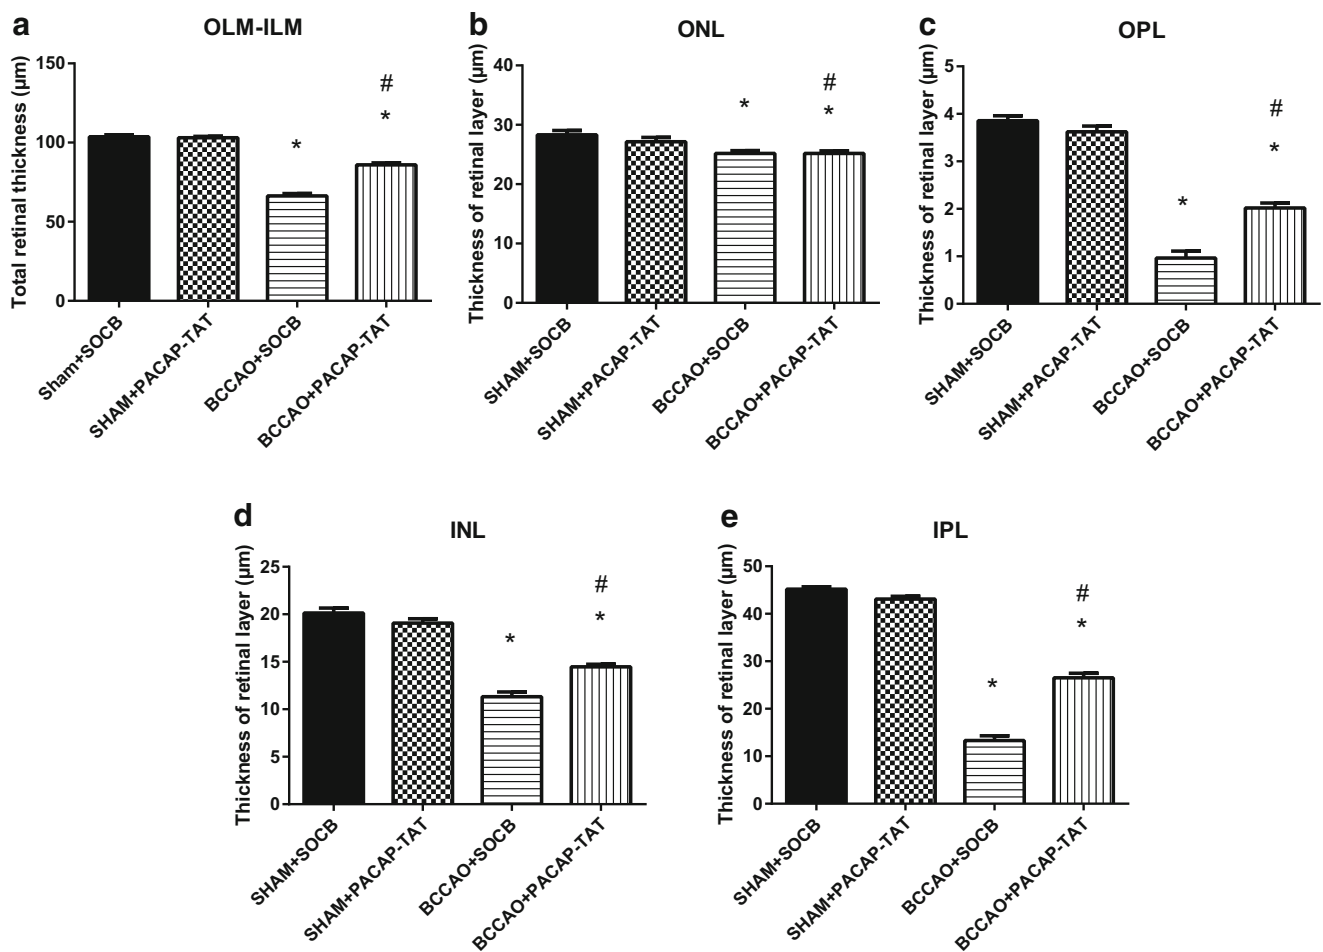 a
OLM-ILM
Total retinal thickness (µm)
150
100
50
0
#
*
*
Sham+SOCB
SHAM+PACAP-TAT
BCCAO+SOCB
BCCAO+PACAP-TAT
b
ONL
Thickness of retinal layer (µm)
40
30
20
10
0
#
*
*
SHAM+SOCB
SHAM+PACAP-TAT
BCCAO+SOCB
BCCAO+PACAP-TAT
c
OPL
Thickness of retinal layer (µm)
5
4
3
2
1
0
#
*
*
SHAM+SOCB
SHAM+PACAP-TAT
BCCAO+SOCB
BCCAO+PACAP-TAT
d
INL
Thickness of retinal layer (µm)
25
20
15
10
5
0
#
*
*
SHAM+SOCB
SHAM+PACAP-TAT
BCCAO+SOCB
BCCAO+PACAP-TAT
e
IPL
Thickness of retinal layer (µm)
50
40
30
20
10
0
#
*
*
SHAM+SOCB
SHAM+PACAP-TAT
BCCAO+SOCB
BCCAO+PACAP-TAT